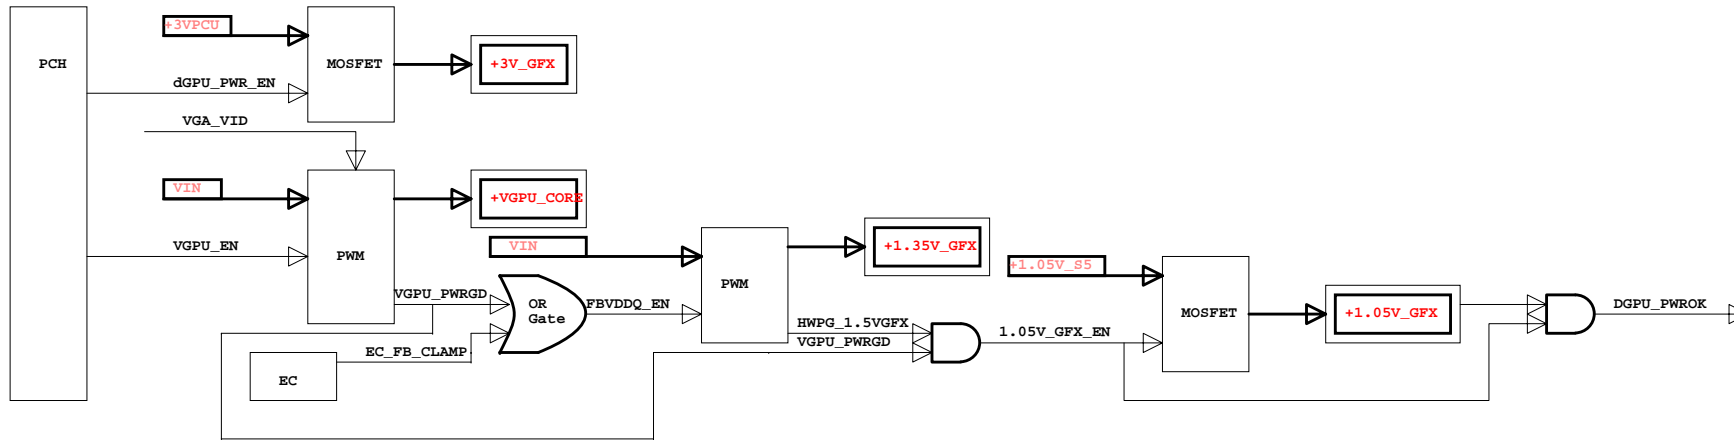 +3VPCU
PCH
MOSFET
+3V_GFX
dGPU_PWR_EN
VGA_VID
VIN
+VGPU_CORE
VGPU_EN
PWM
VIN
+1.35V_GFX
+1.05V_S5
PWM
VGPU_PWRGD
OR
Gate
FBVDDQ_EN
MOSFET
+1.05V_GFX
DGPU_PWROK
HWPG_1.5VGFX
1.05V_GFX_EN
VGPU_PWRGD
EC_FB_CLAMP
EC